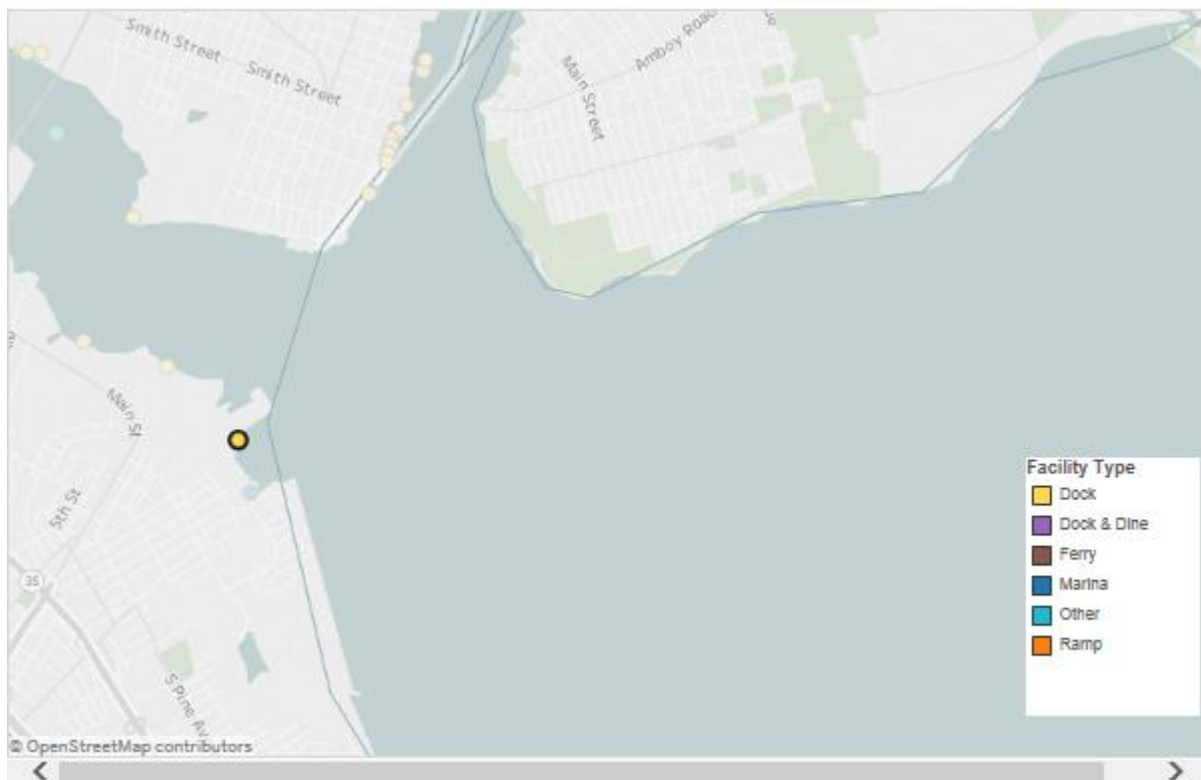 Smith Street
Smith Street
Amboy Road
Main Street
Main St
5th St
35
S Pine Av
Facility Type
Dock
Dock & Dine
Ferry
Marina
Other
Ramp
© OpenStreetMap contributors